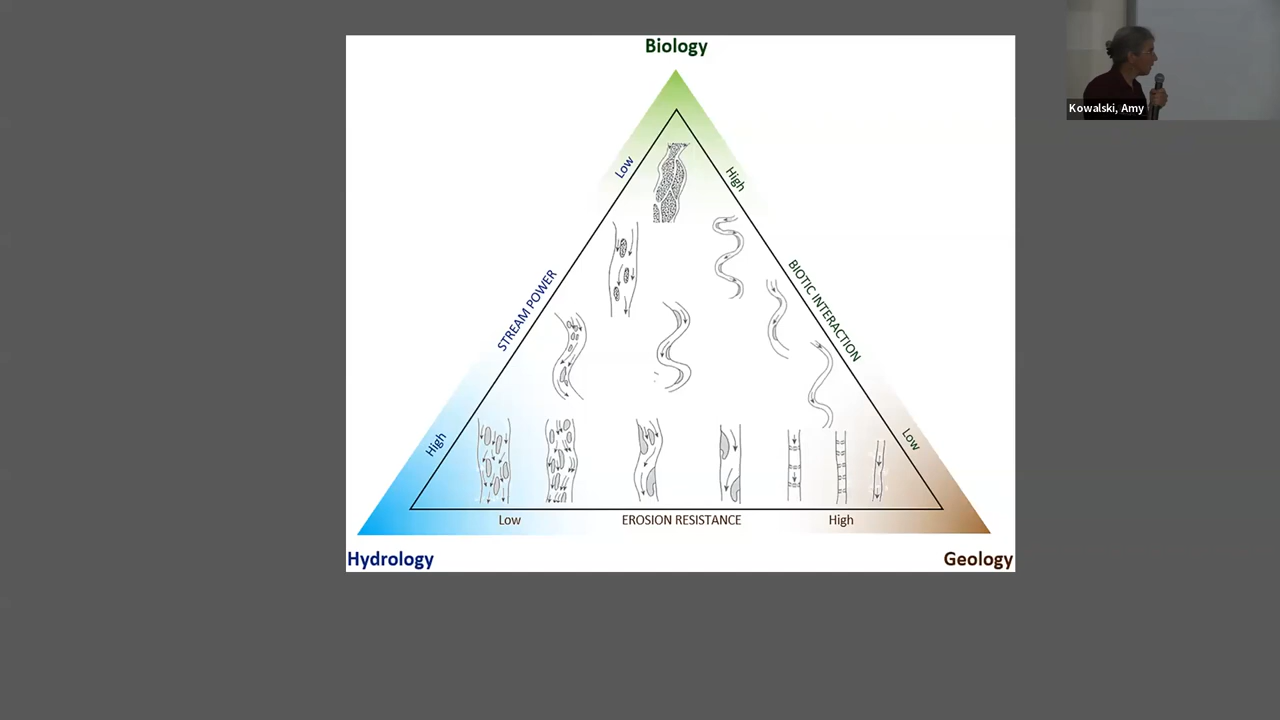 Biology
Kowalski, Amy
Low
High
STREAM POWER
BIOTIC INTERACTION
High
Low
Low
EROSION RESISTANCE
High
Hydrology
Geology